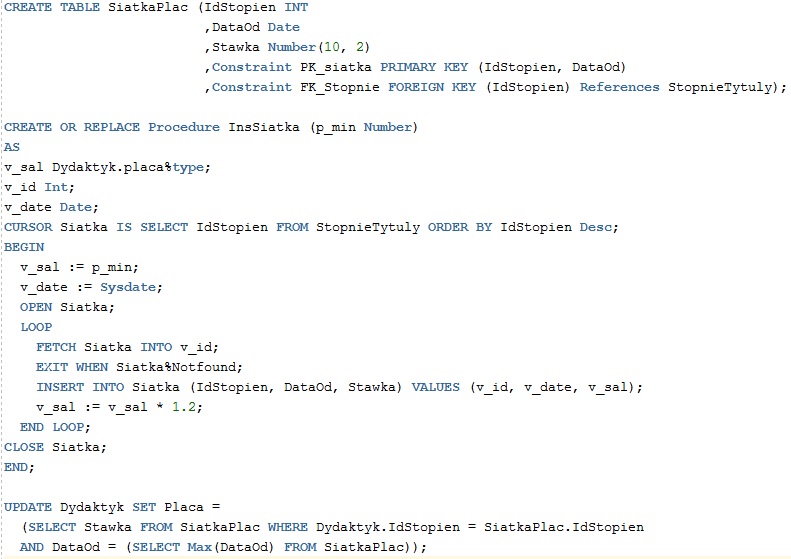 CREATE TABLE SiatkaPlac (IdStopien INT
,DataOd Date
,Stawka Number(10, 2)
,Constraint PK_siatka PRIMARY KEY (IdStopien, DataOd)
,Constraint FK_Stopnie FOREIGN KEY (IdStopien) References StopnieTytuly);
CREATE OR REPLACE Procedure InsSiatka (p_min Number)
AS
v_sal Dydaktyk.placa%type;
v_id Int;
v_date Date;
CURSOR Siatka IS SELECT IdStopien FROM StopnieTytuly ORDER BY IdStopien Desc;
BEGIN
v_sal := p_min;
v_date := Sysdate;
OPEN Siatka;
LOOP
FETCH Siatka INTO v_id;
EXIT WHEN Siatka%Notfound;
INSERT INTO Siatka (IdStopien, DataOd, Stawka) VALUES (v_id, v_date, v_sal);
v_sal := v_sal * 1.2;
END LOOP;
CLOSE Siatka;
END;
UPDATE Dydaktyk SET Placa =
(SELECT Stawka FROM SiatkaPlac WHERE Dydaktyk.IdStopien = SiatkaPlac.IdStopien
AND DataOd = (SELECT Max(DataOd) FROM SiatkaPlac));